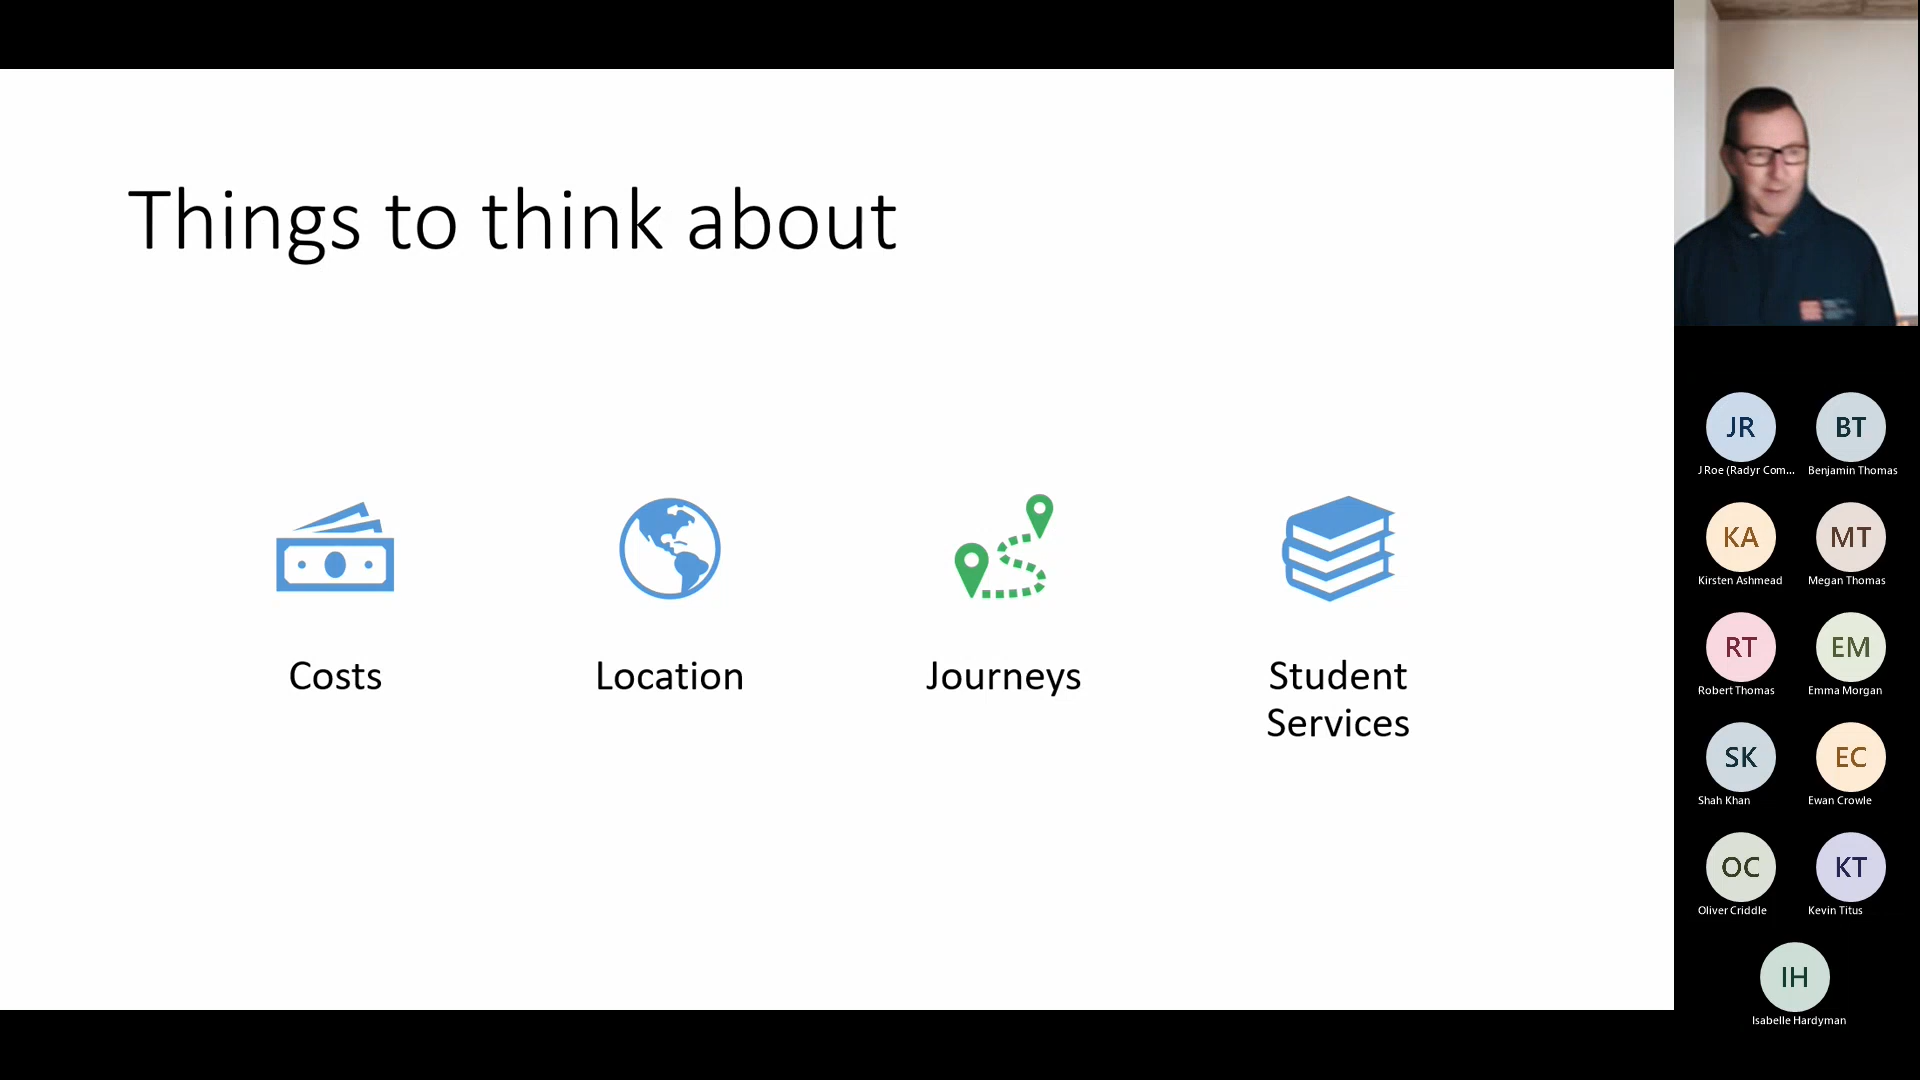 Things to think about
Costs
Location
Journeys
Student
Services
JR
BT
J Roe (Radyr Com...
Benjamin Thomas
KA
MT
Kirsten Ashmead
Megan Thomas
RT
EM
Robert Thomas
Emma Morgan
SK
EC
Shah Khan
Ewan Crowle
OC
KT
Oliver Criddle
Kevin Titus
IH
Isabelle Hardyman